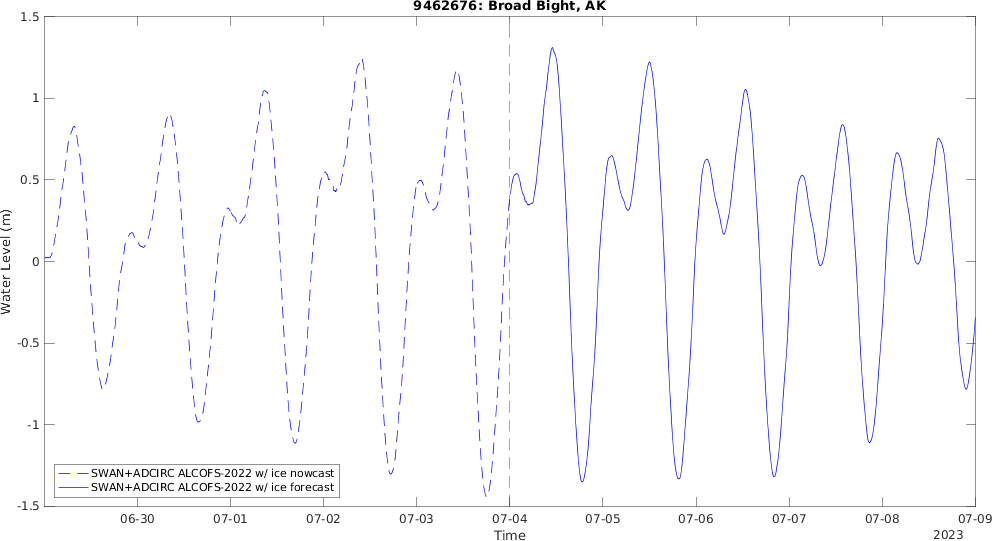 9462676: Broad Bight, AK
1.5
1
0.5
0
-0.5
-1
-1.5
Water Level (m)
SWAN+ADCIRC ALCOFS-2022 w/ ice nowcast
SWAN+ADCIRC ALCOFS-2022 w/ ice forecast
06-30 07-01 07-02 07-03 07-04 07-05 07-06 07-07 07-08 07-09
Time
2023